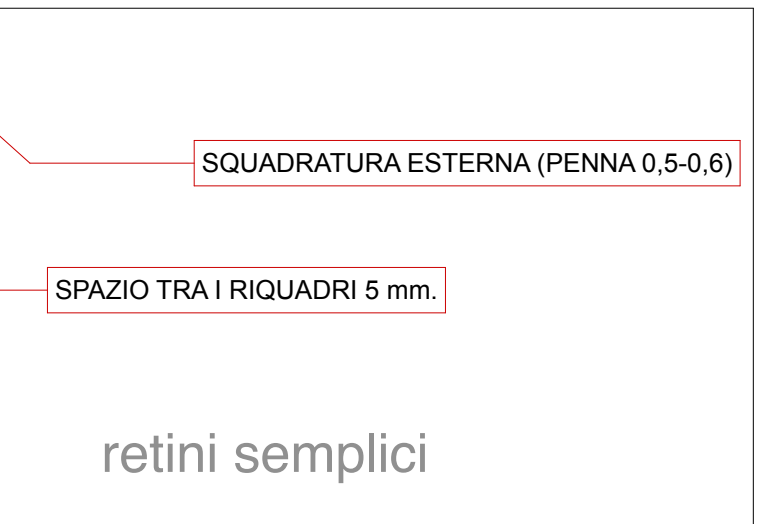 SQUADRATURA ESTERNA (PENNA 0,5-0,6)
SPAZIO TRA I RIQUADRI 5 mm.
retini semplici